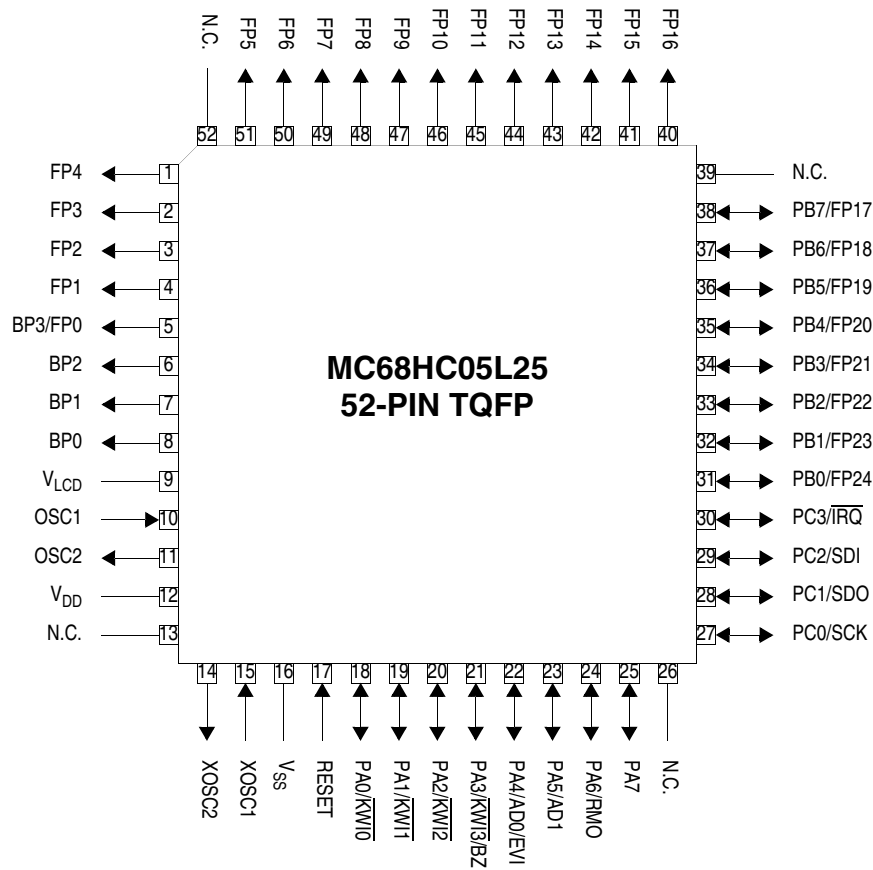 N.C.
FP5
FP6
FP7
FP8
FP9
FP10
FP11
FP12
FP13
FP14
FP15
FP16
52
51
50
49
48
47
46
45
44
43
42
41
40
FP4
1
FP3
2
FP2
3
FP1
4
BP3/FP0
5
BP2
6
BP1
7
BP0
8
VLCD
9
OSC1
10
OSC2
11
VDD
12
N.C.
13
MC68HC05L25
52-PIN TQFP
39
N.C.
38
PB7/FP17
37
PB6/FP18
36
PB5/FP19
35
PB4/FP20
34
PB3/FP21
33
PB2/FP22
32
PB1/FP23
31
PB0/FP24
30
PC3/I̅R̅Q̅
29
PC2/SDI
28
PC1/SDO
27
PC0/SCK
14
15
16
17
18
19
20
21
22
23
24
25
26
XOSC2
XOSC1
VSS
RESET
PA0/K̅W̅I̅0̅
PA1/K̅W̅I̅1̅
PA2/K̅W̅I̅2̅
PA3/K̅W̅I̅3̅/BZ
PA4/AD0/EVI
PA5/AD1
PA6/RMO
PA7
N.C.